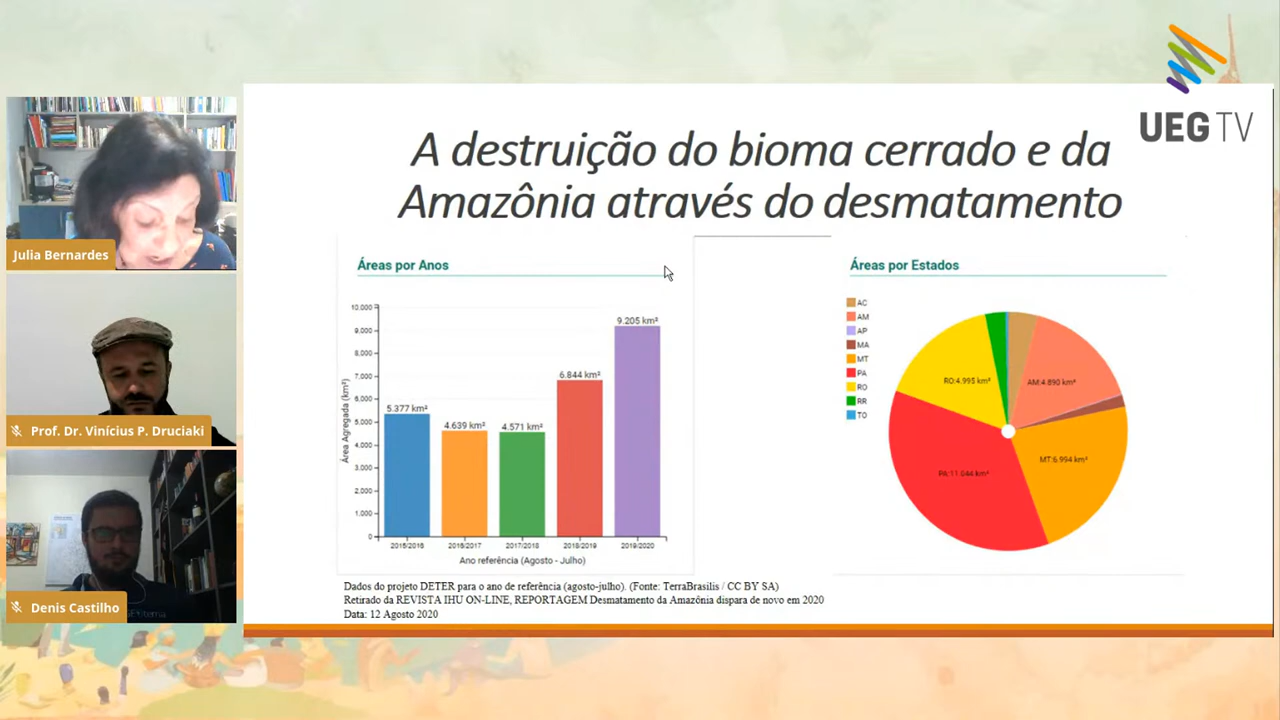 UEG TV
A destruição do bioma cerrado e da
Amazônia através do desmatamento
Julia Bernardes
Prof. Dr. Vinícius P. Druciaki
Denis Castilho
Áreas por Anos
Área Agregada (km²)
10.000
9.000
8.000
7.000
6.000
5.000
4.000
3.000
2.000
1.000
0
5.377 km²
4.639 km²
4.571 km²
6.844 km²
9.205 km²
2015/2016
2016/2017
2017/2018
2018/2019
2019/2020
Ano referência (Agosto - Julho)
Áreas por Estados
AC
AM
AP
MA
MT
PA
RO
RR
TO
RO:4.995 km²
AM:4.890 km²
MT:6.994 km²
PA:11.044 km²
Dados do projeto DETER para o ano de referência (agosto-julho). (Fonte: TerraBrasilis / CC BY SA)
Retirado da REVISTA IHU ON-LINE, REPORTAGEM Desmatamento da Amazônia dispara de novo em 2020
Data: 12 Agosto 2020